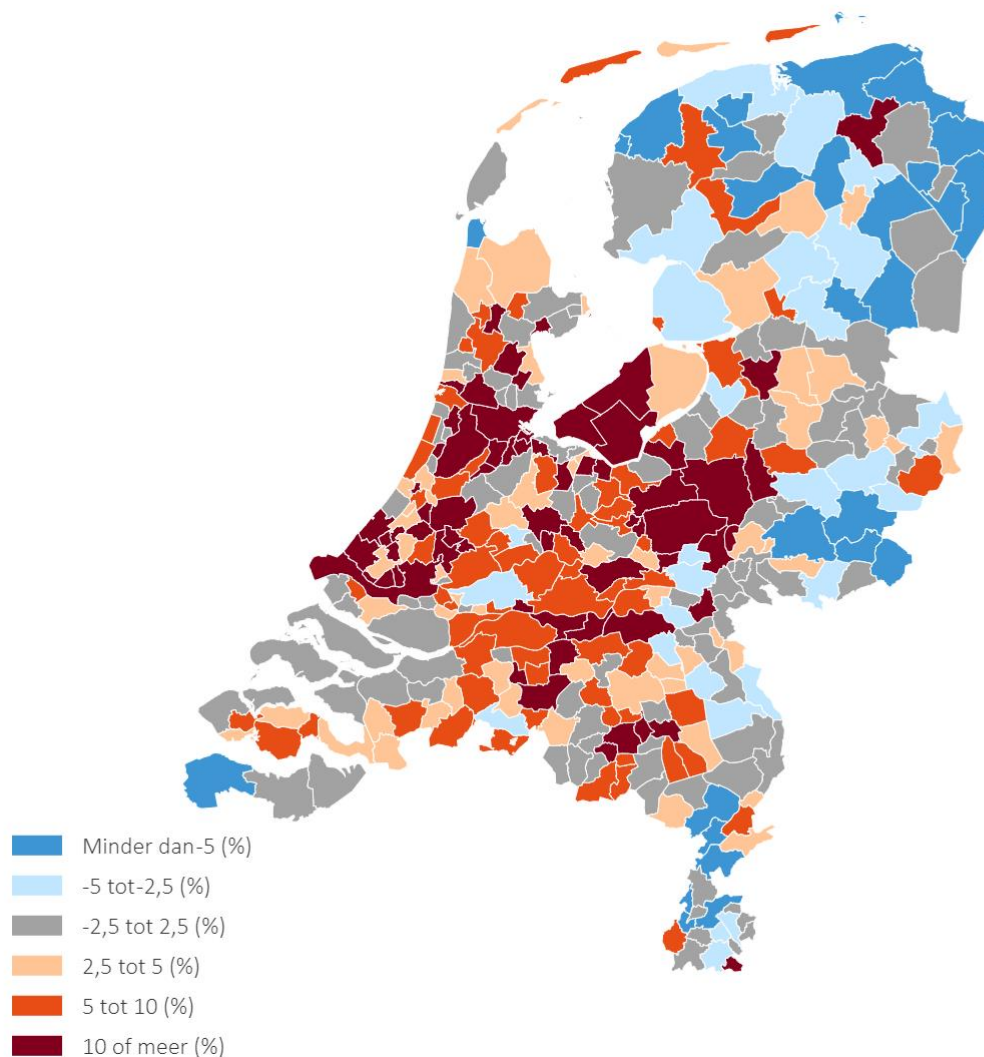 Minder dan-5 (%)
-5 tot-2,5 (%)
-2,5 tot 2,5 (%)
2,5 tot 5 (%)
5 tot 10 (%)
10 of meer (%)